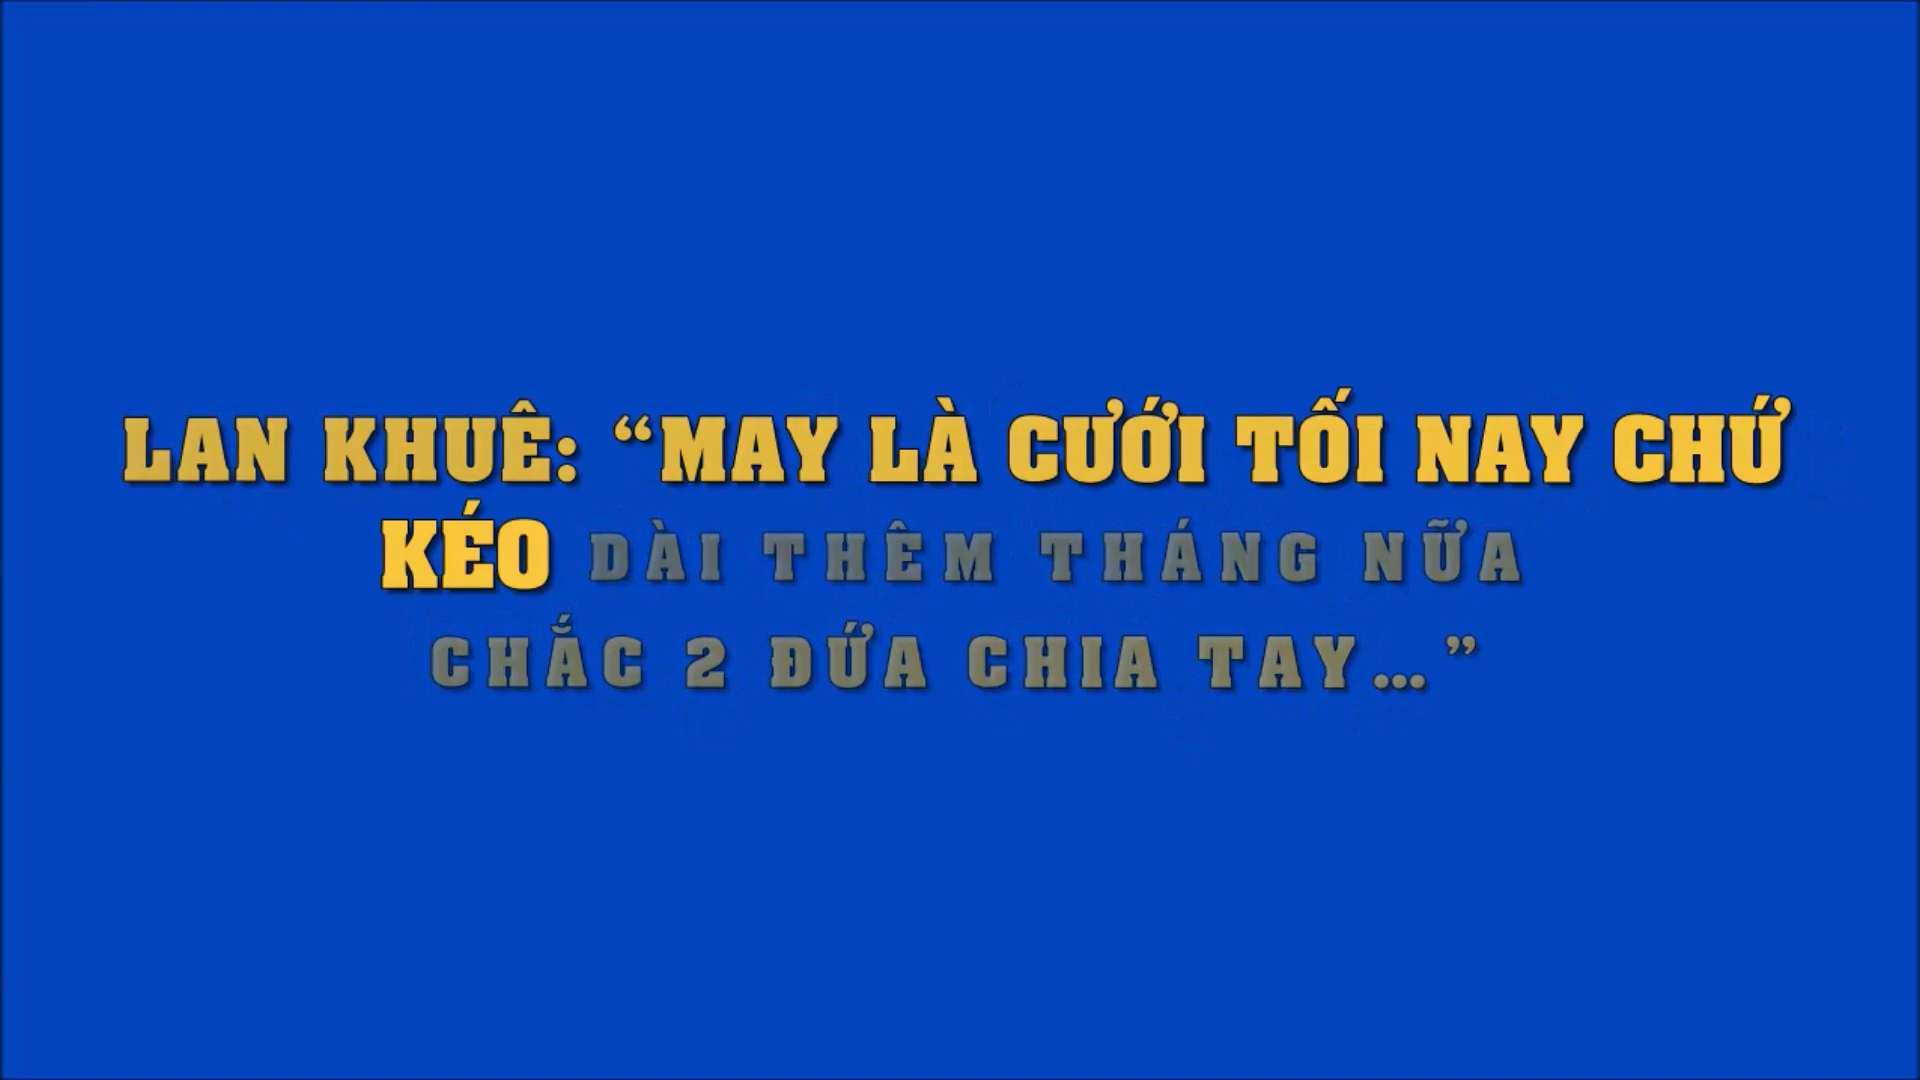 LAN KHUÊ: “MAY LÀ CƯỚI TỐI NAY CHỨ
KÉO DÀI THÊM THÁNG NỮA
CHẮC 2 ĐỨA CHIA TAY...”